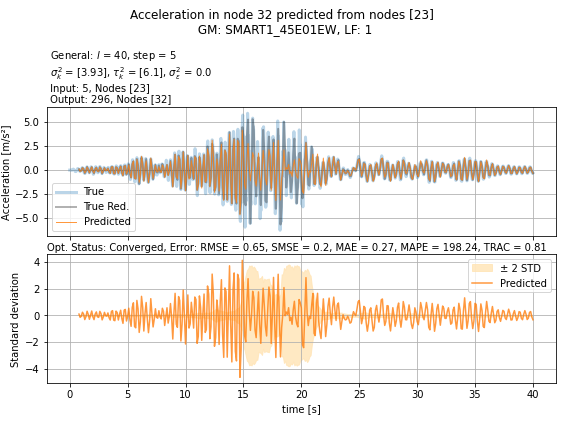 Acceleration in node 32 predicted from nodes [23]
GM: SMART1_45E01EW, LF: 1
General: l = 40, step = 5
σ²ₖ = [3.93], τ²ₖ = [6.1], σ²ε = 0.0
Input: 5, Nodes [23]
Output: 296, Nodes [32]
Acceleration [m/s²]
5.0
2.5
0.0
−2.5
−5.0
True
True Red.
Predicted
Opt. Status: Converged, Error: RMSE = 0.65, SMSE = 0.2, MAE = 0.27, MAPE = 198.24, TRAC = 0.81
Standard deviation
4
2
0
−2
−4
± 2 STD
Predicted
0 5 10 15 20 25 30 35 40
time [s]